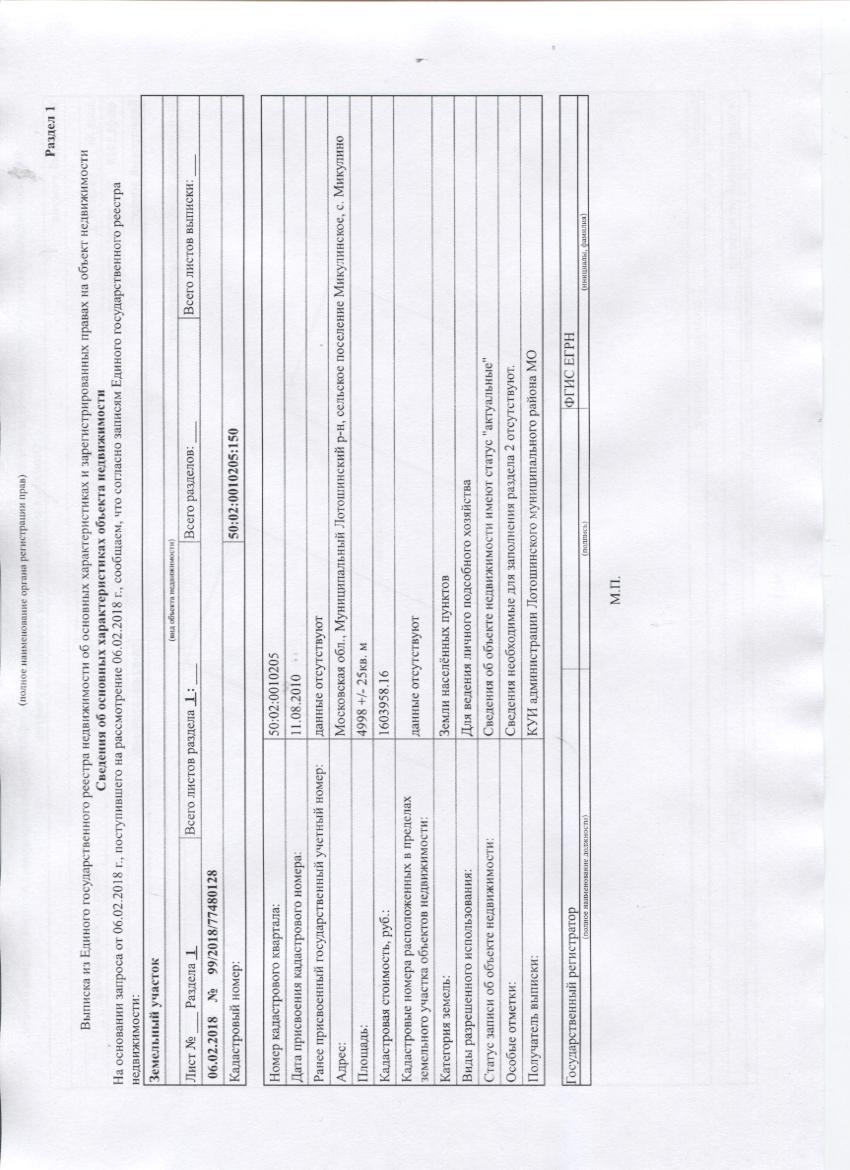 (полное наименование органа регистрации прав)
Раздел 1
Выписка из Единого государственного реестра недвижимости об основных характеристиках и зарегистрированных правах на объект недвижимости
Сведения об основных характеристиках объекта недвижимости
На основании запроса от 06.02.2018 г., поступившего на рассмотрение 06.02.2018 г., сообщаем, что согласно записям Единого государственного реестра
недвижимости:
Земельный участок
(вид объекта недвижимости)
Лист № ___ Раздела 1 Всего листов раздела 1 : ___ Всего разделов: ___ Всего листов выписки: ___
06.02.2018 № 99/2018/77480128
Кадастровый номер: 50:02:0010205:150
Номер кадастрового квартала: 50:02:0010205
Дата присвоения кадастрового номера: 11.08.2010
Ранее присвоенный государственный учетный номер: данные отсутствуют
Адрес: Московская обл., Муниципальный Лотошинский р-н, сельское поселение Микулинское, с. Микулино
Площадь: 4998 +/- 25кв. м
Кадастровая стоимость, руб.: 1603958.16
Кадастровые номера расположенных в пределах
земельного участка объектов недвижимости: данные отсутствуют
Категория земель: Земли населённых пунктов
Виды разрешенного использования: Для ведения личного подсобного хозяйства
Статус записи об объекте недвижимости: Сведения об объекте недвижимости имеют статус "актуальные"
Особые отметки: Сведения необходимые для заполнения раздела 2 отсутствуют.
Получатель выписки: КУИ администрации Лотошинского муниципального района МО
Государственный регистратор ФГИС ЕГРН
(полное наименование должности) (подпись) (инициалы, фамилия)
М.П.